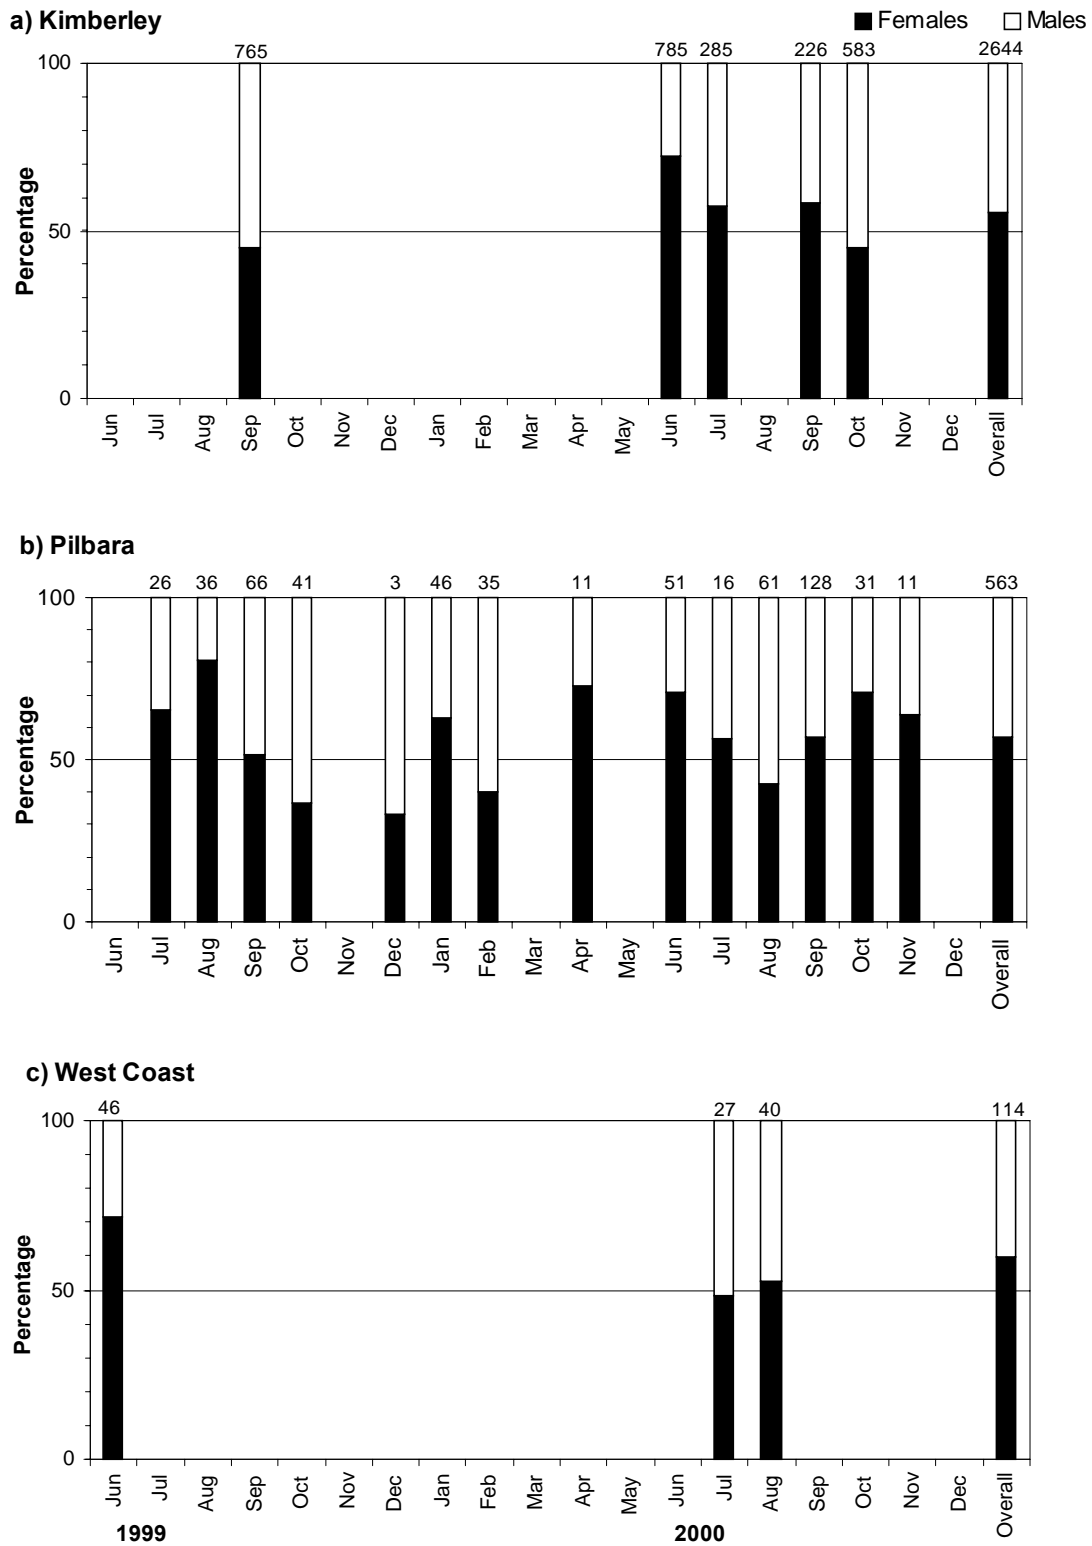 a) Kimberley
Females Males
765 785 285 226 583 2644
100
50
0
Percentage
Jun Jul Aug Sep Oct Nov Dec Jan Feb Mar Apr May Jun Jul Aug Sep Oct Nov Dec Overall
b) Pilbara
26 36 66 41 3 46 35 11 51 16 61 128 31 11 563
100
50
0
Percentage
Jun Jul Aug Sep Oct Nov Dec Jan Feb Mar Apr May Jun Jul Aug Sep Oct Nov Dec Overall
c) West Coast
46 27 40 114
100
50
0
Percentage
Jun Jul Aug Sep Oct Nov Dec Jan Feb Mar Apr May Jun Jul Aug Sep Oct Nov Dec Overall
1999 2000